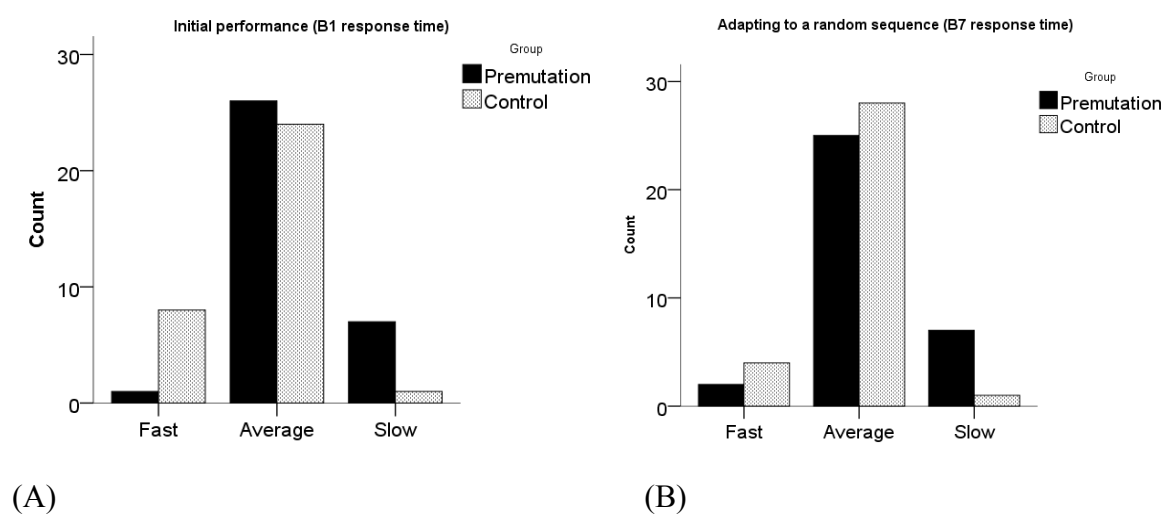 Initial performance (B1 response time)
Group
Premutation
Control
30
20
10
0
Count
Fast Average Slow
(A)
Adapting to a random sequence (B7 response time)
Group
Premutation
Control
30
20
10
0
Count
Fast Average Slow
(B)